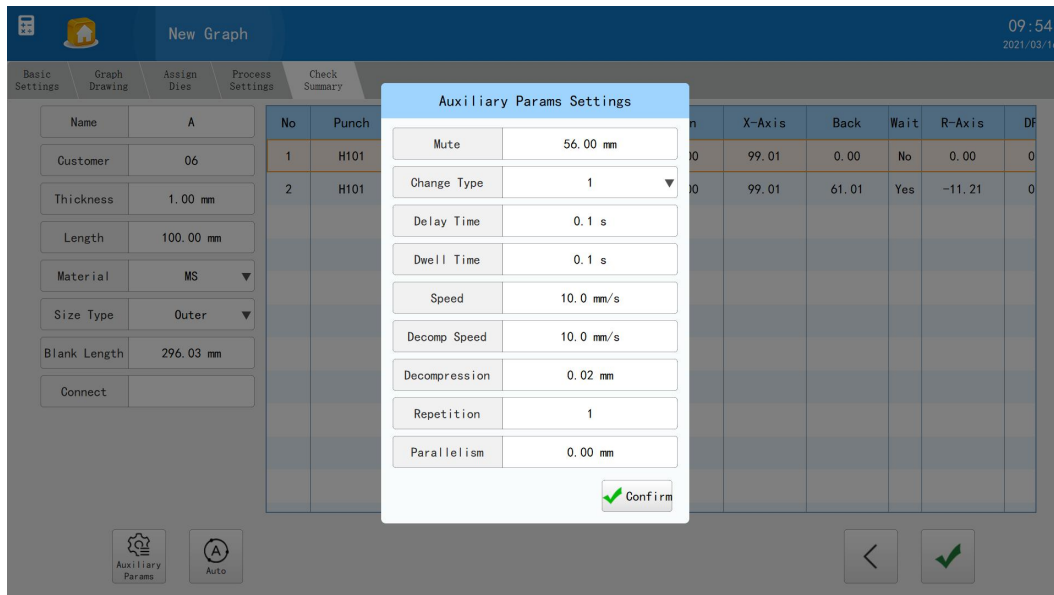 New Graph
09:54
2021/03/
Basic Settings
Graph Drawing
Assign Dies
Process Settings
Check Summary
Name A
Customer 06
Thickness 1.00 mm
Length 100.00 mm
Material MS
Size Type Outer
Blank Length 296.03 mm
Connect
No Punch X-Axis Back Wait R-Axis
1 H101 99.01 0.00 No 0.00 0
2 H101 99.01 61.01 Yes -11.21 0
Auxiliary Params Settings
Mute 56.00 mm
Change Type 1
Delay Time 0.1 s
Dwell Time 0.1 s
Speed 10.0 mm/s
Decomp Speed 10.0 mm/s
Decompression 0.02 mm
Repetition 1
Parallelism 0.00 mm
Confirm
Auxiliary
Params
A
Auto